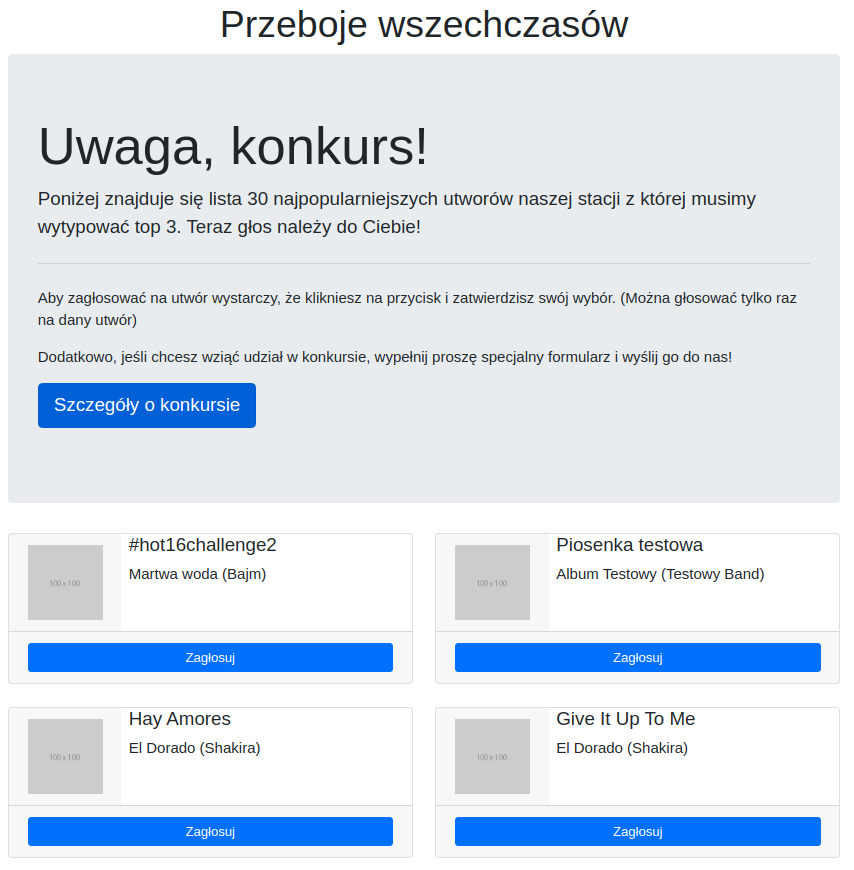 Przeboje wszechczasów
Uwaga, konkurs!
Poniżej znajduje się lista 30 najpopularniejszych utworów naszej stacji z której musimy
wytypować top 3. Teraz głos należy do Ciebie!
Aby zagłosować na utwór wystarczy, że klikniesz na przycisk i zatwierdzisz swój wybór. (Można głosować tylko raz
na dany utwór)
Dodatkowo, jeśli chcesz wziąć udział w konkursie, wypełnij proszę specjalny formularz i wyślij go do nas!
Szczegóły o konkursie
100 x 100
#hot16challenge2
Martwa woda (Bajm)
Zagłosuj
100 x 100
Piosenka testowa
Album Testowy (Testowy Band)
Zagłosuj
100 x 100
Hay Amores
El Dorado (Shakira)
Zagłosuj
100 x 100
Give It Up To Me
El Dorado (Shakira)
Zagłosuj